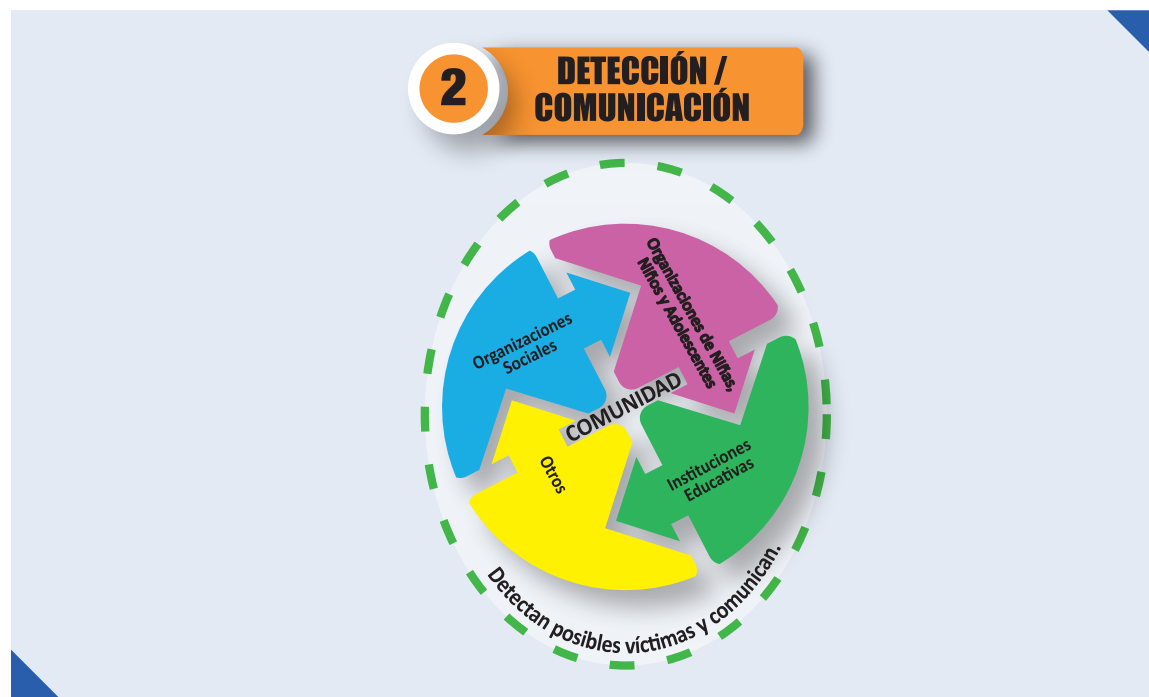 2
DETECCIÓN /
COMUNICACIÓN
Organizaciones de Niñas,
Niños y Adolescentes
Organizaciones
Sociales
COMUNIDAD
Otros
Instituciones
Educativas
Detectan posibles víctimas y comunican.